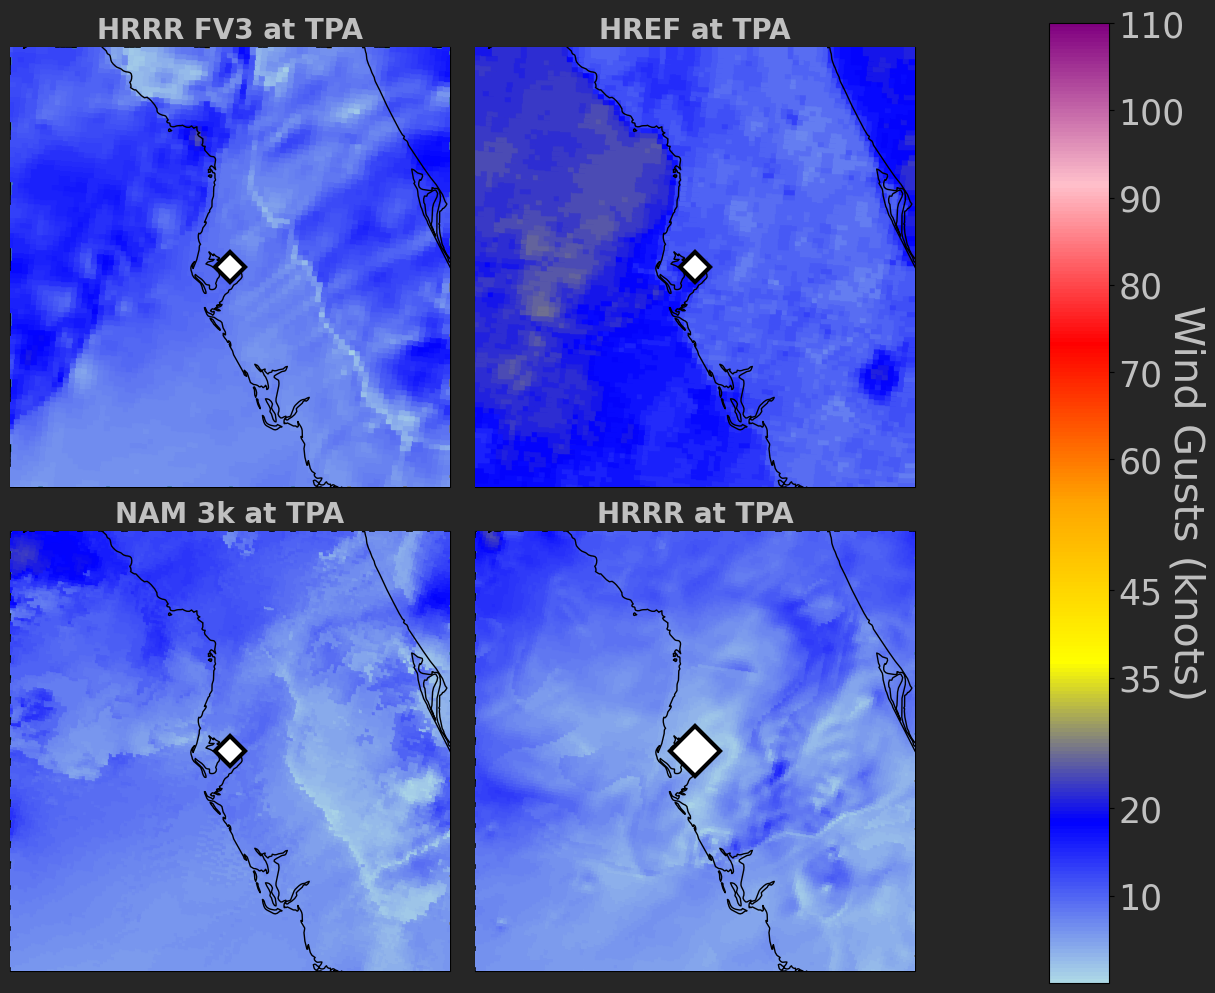 HRRR FV3 at TPA
HREF at TPA
NAM 3k at TPA
HRRR at TPA
110
100
90
80
70
60
45
35
20
10
Wind Gusts (knots)